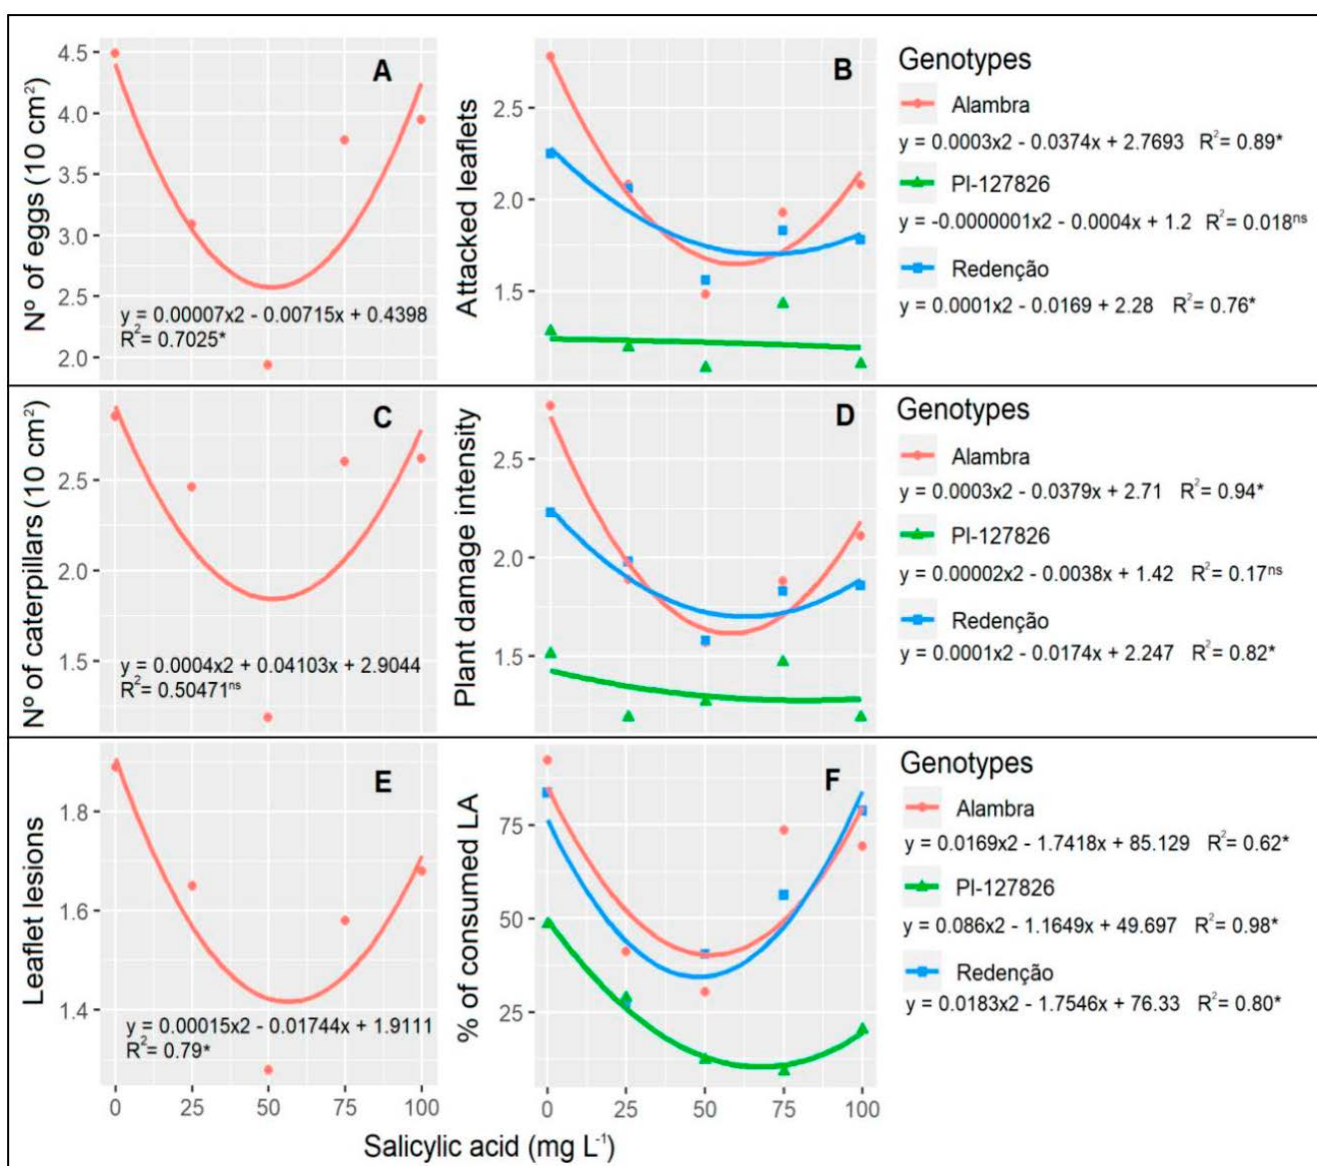 A
Nº of eggs (10 cm²)
4.5
4.0
3.5
3.0
2.5
2.0
y = 0.00007x2 - 0.00715x + 0.4398
R²= 0.7025*
B
Attacked leaflets
2.5
2.0
1.5
Genotypes
Alambra
y = 0.0003x2 - 0.0374x + 2.7693 R²= 0.89*
PI-127826
y = -0.0000001x2 - 0.0004x + 1.2 R²= 0.018ns
Redenção
y = 0.0001x2 - 0.0169 + 2.28 R²= 0.76*
C
Nº of caterpillars (10 cm²)
2.5
2.0
1.5
y = 0.0004x2 + 0.04103x + 2.9044
R²= 0.50471ns
D
Plant damage intensity
2.5
2.0
1.5
Genotypes
Alambra
y = 0.0003x2 - 0.0379x + 2.71 R²= 0.94*
PI-127826
y = 0.00002x2 - 0.0038x + 1.42 R²= 0.17ns
Redenção
y = 0.0001x2 - 0.0174x + 2.247 R²= 0.82*
E
Leaflet lesions
1.8
1.6
1.4
y = 0.00015x2 - 0.01744x + 1.9111
R²= 0.79*
0 25 50 75 100
F
% of consumed LA
75
50
25
0 25 50 75 100
Genotypes
Alambra
y = 0.0169x2 - 1.7418x + 85.129 R²= 0.62*
PI-127826
y = 0.086x2 - 1.1649x + 49.697 R²= 0.98*
Redenção
y = 0.0183x2 - 1.7546x + 76.33 R²= 0.80*
Salicylic acid (mg L⁻¹)